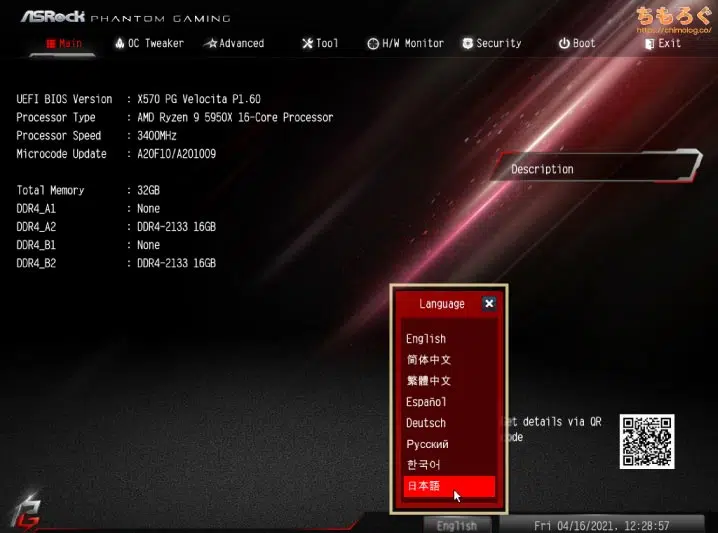 ASRock PHANTOM GAMING
ちもろぐ
https://chimolog.co/
Main OC Tweaker Advanced Tool H/W Monitor Security Boot Exit
UEFI BIOS Version : X570 PG Velocita P1.60
Processor Type : AMD Ryzen 9 5950X 16-Core Processor
Processor Speed : 3400MHz
Microcode Update : A20F10/A201009
Description
Total Memory : 32GB
DDR4_A1 : None
DDR4_A2 : DDR4-2133 16GB
DDR4_B1 : None
DDR4_B2 : DDR4-2133 16GB
Language
English
简体中文
繁體中文
Español
Deutsch
Русский
한국어
日本語
Get details via QR
code
English
Fri 04/16/2021. 12:28:57